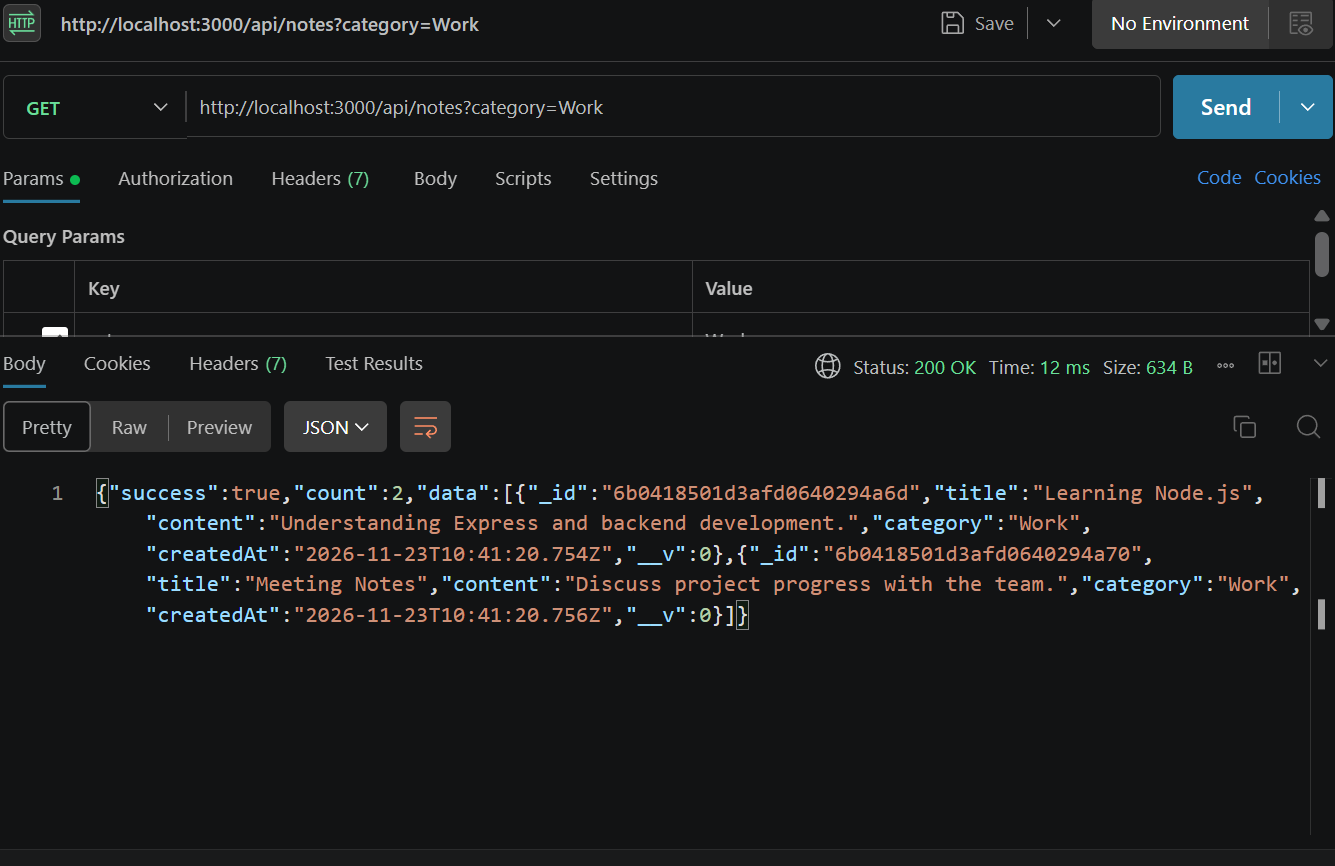 HTTP http://localhost:3000/api/notes?category=Work Save No Environment
GET http://localhost:3000/api/notes?category=Work Send
Params Authorization Headers (7) Body Scripts Settings Code Cookies
Query Params
Key Value
Body Cookies Headers (7) Test Results Status: 200 OK Time: 12 ms Size: 634 B
Pretty Raw Preview JSON
1 {"success":true,"count":2,"data":[{"_id":"6b0418501d3afd0640294a6d","title":"Learning Node.js",
"content":"Understanding Express and backend development.","category":"Work",
"createdAt":"2026-11-23T10:41:20.754Z","__v":0},{"_id":"6b0418501d3afd0640294a70",
"title":"Meeting Notes","content":"Discuss project progress with the team.","category":"Work",
"createdAt":"2026-11-23T10:41:20.756Z","__v":0}]}